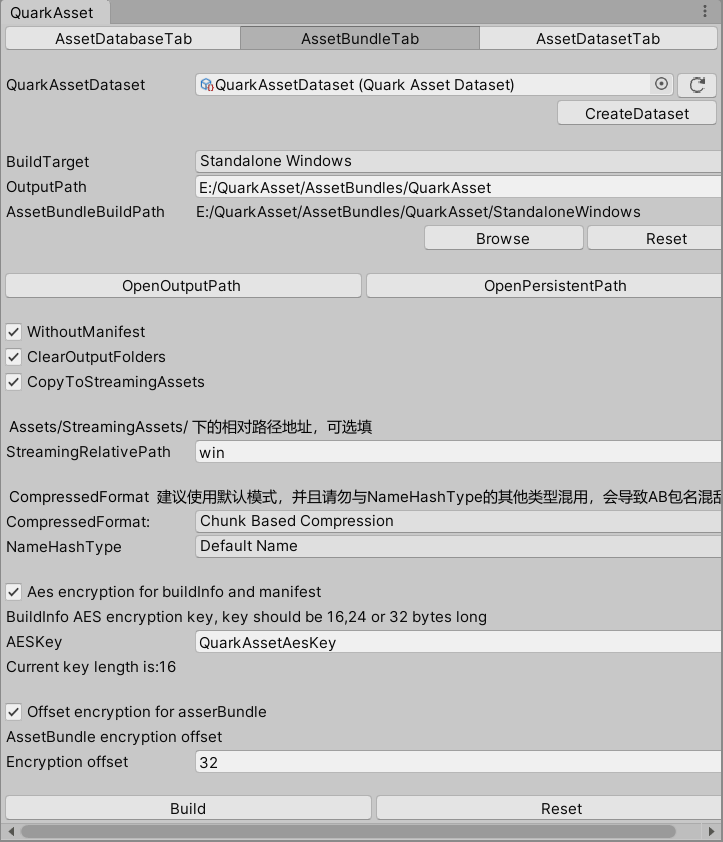 QuarkAsset
AssetDatabaseTab AssetBundleTab AssetDatasetTab
QuarkAssetDataset QuarkAssetDataset (Quark Asset Dataset)
CreateDataset
BuildTarget Standalone Windows
OutputPath E:/QuarkAsset/AssetBundles/QuarkAsset
AssetBundleBuildPath E:/QuarkAsset/AssetBundles/QuarkAsset/StandaloneWindows
Browse Reset
OpenOutputPath OpenPersistentPath
WithoutManifest
ClearOutputFolders
CopyToStreamingAssets
Assets/StreamingAssets/ 下的相对路径地址，可选填
StreamingRelativePath win
CompressedFormat 建议使用默认模式，并且请勿与NameHashType的其他类型混用，会导致AB包名混乱
CompressedFormat: Chunk Based Compression
NameHashType Default Name
Aes encryption for buildInfo and manifest
BuildInfo AES encryption key, key should be 16,24 or 32 bytes long
AESKey QuarkAssetAesKey
Current key length is:16
Offset encryption for asserBundle
AssetBundle encryption offset
Encryption offset 32
Build Reset